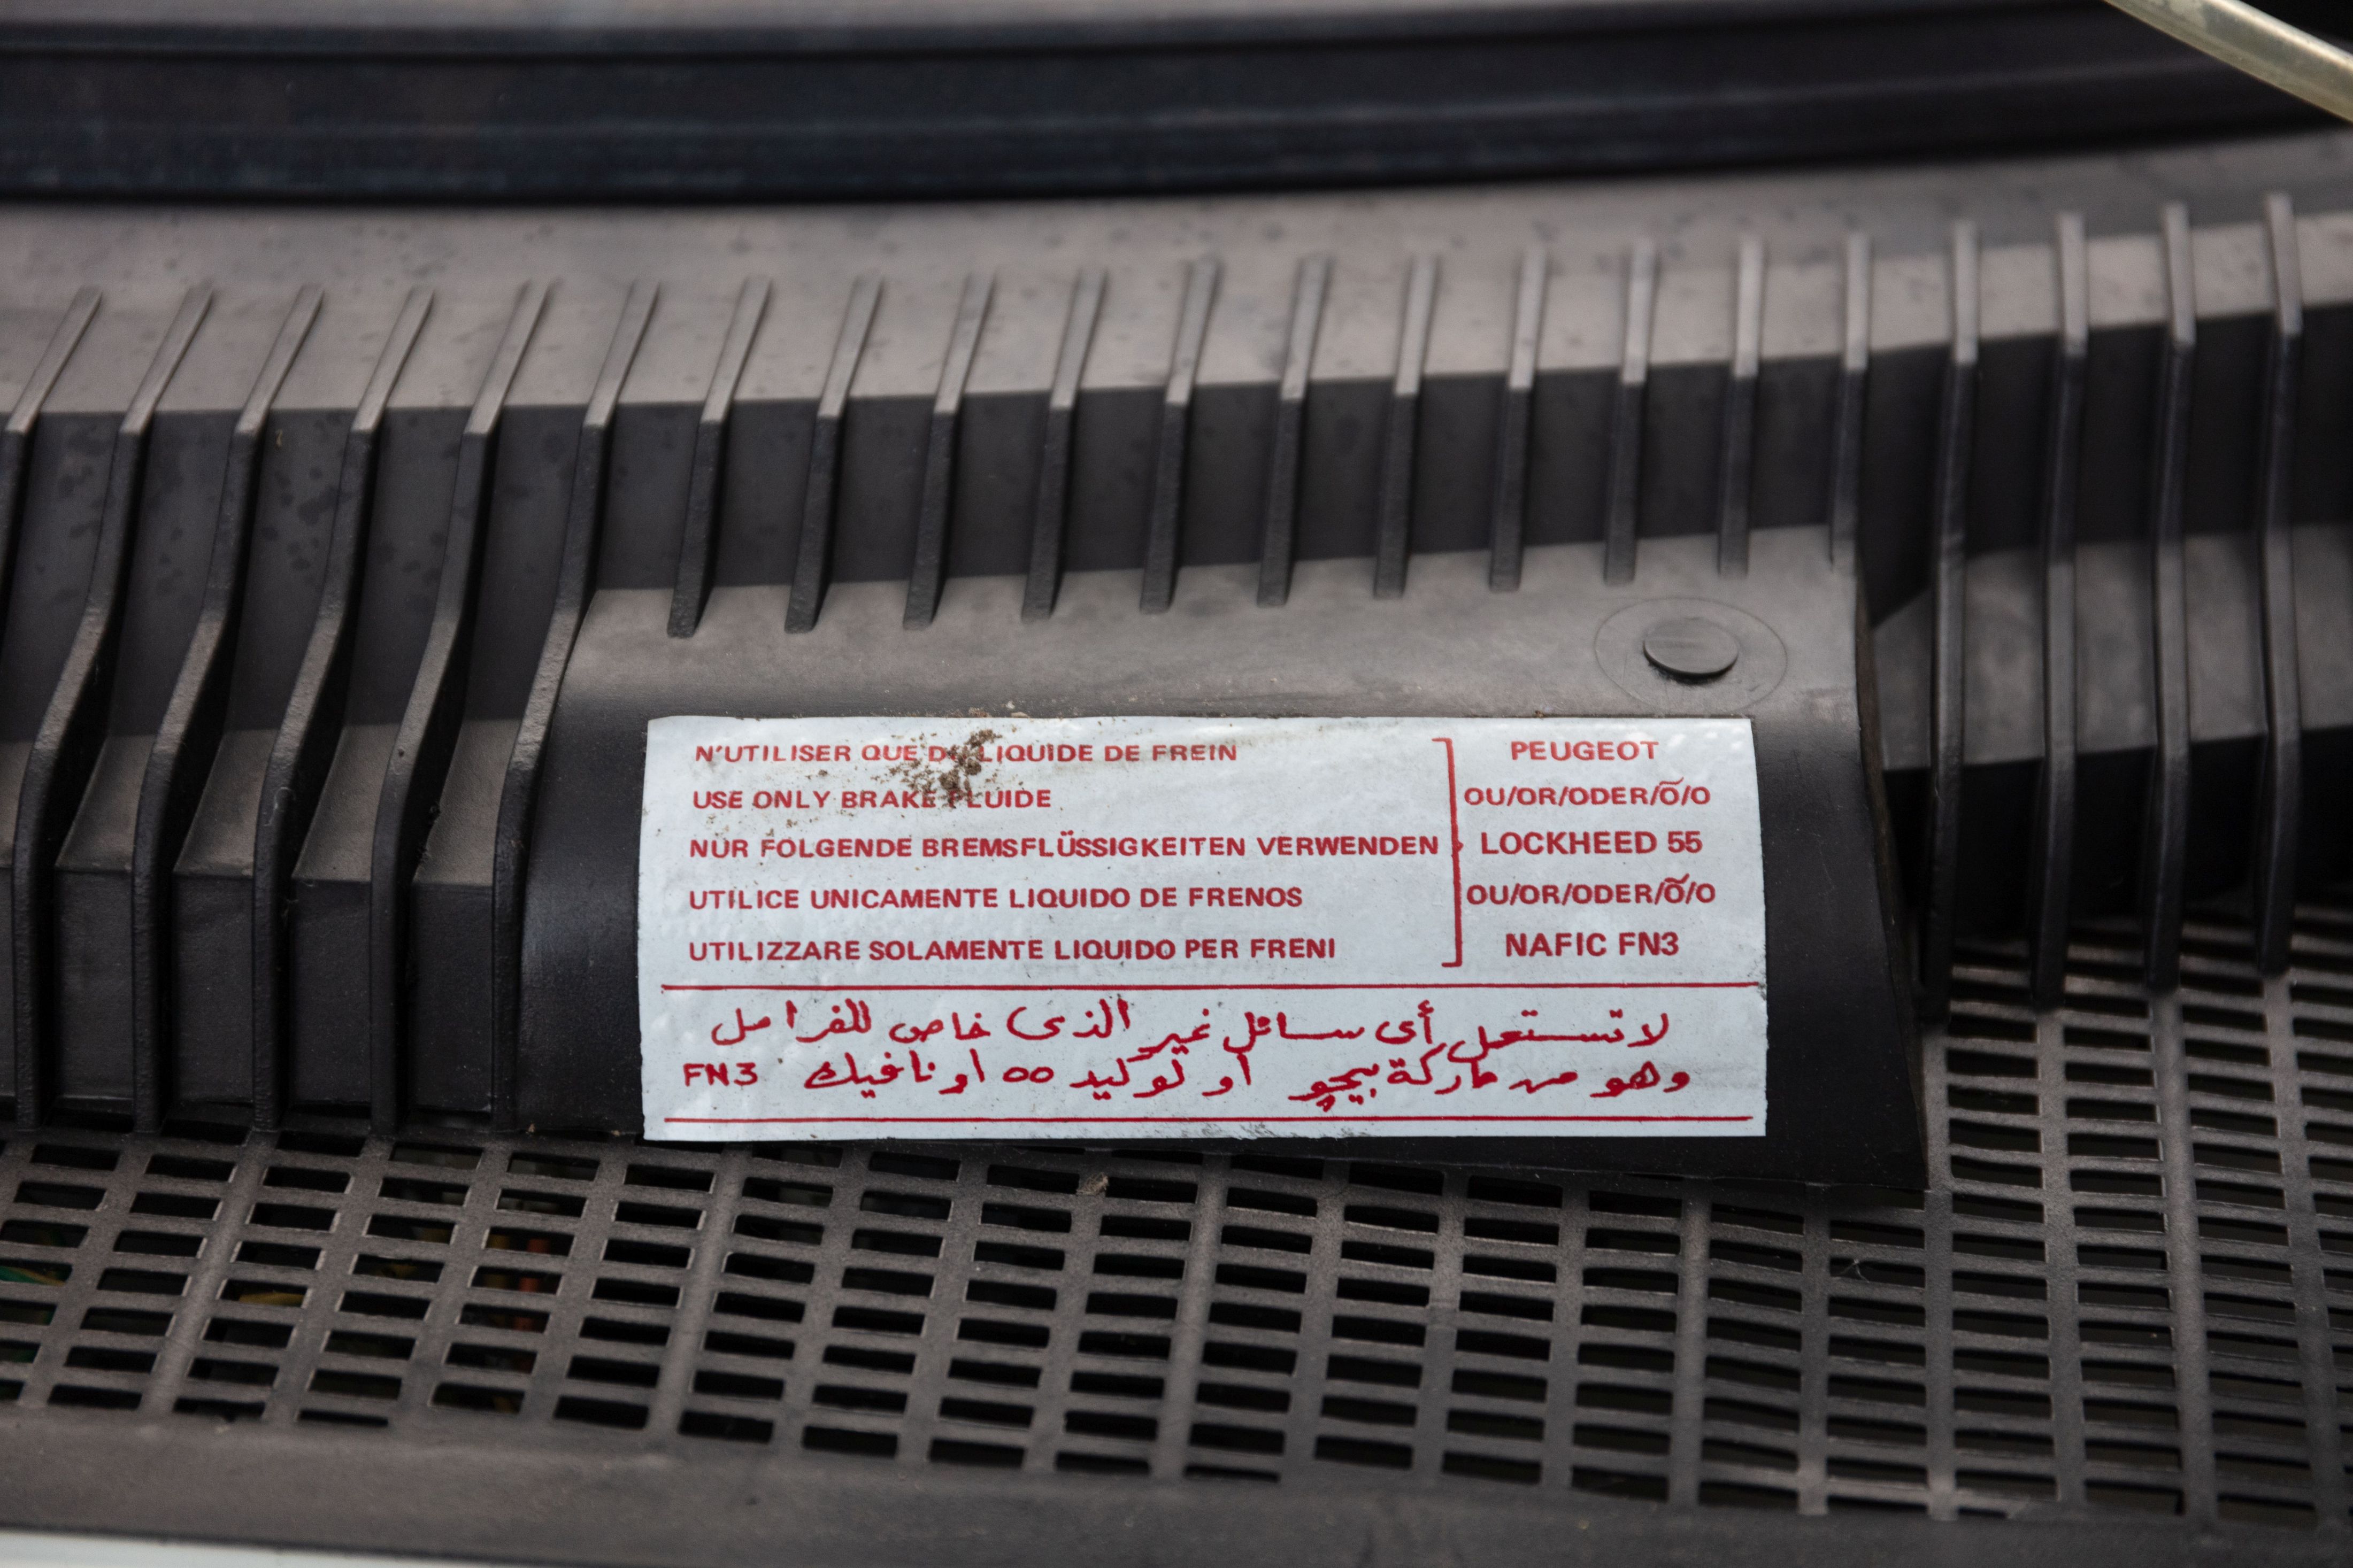 N'UTILISER QUE DU LIQUIDE DE FREIN
USE ONLY BRAKE FLUIDE
NUR FOLGENDE BREMSFLÜSSIGKEITEN VERWENDEN
UTILICE UNICAMENTE LIQUIDO DE FRENOS
UTILIZZARE SOLAMENTE LIQUIDO PER FRENI
PEUGEOT
OU/OR/ODER/Õ/O
LOCKHEED 55
OU/OR/ODER/Õ/O
NAFIC FN3
لا تستعمل أى سائل غير الذى خاص للفرامل
وهو من ماركة بيجو او لوكيد ٥٥ او نافيك FN3